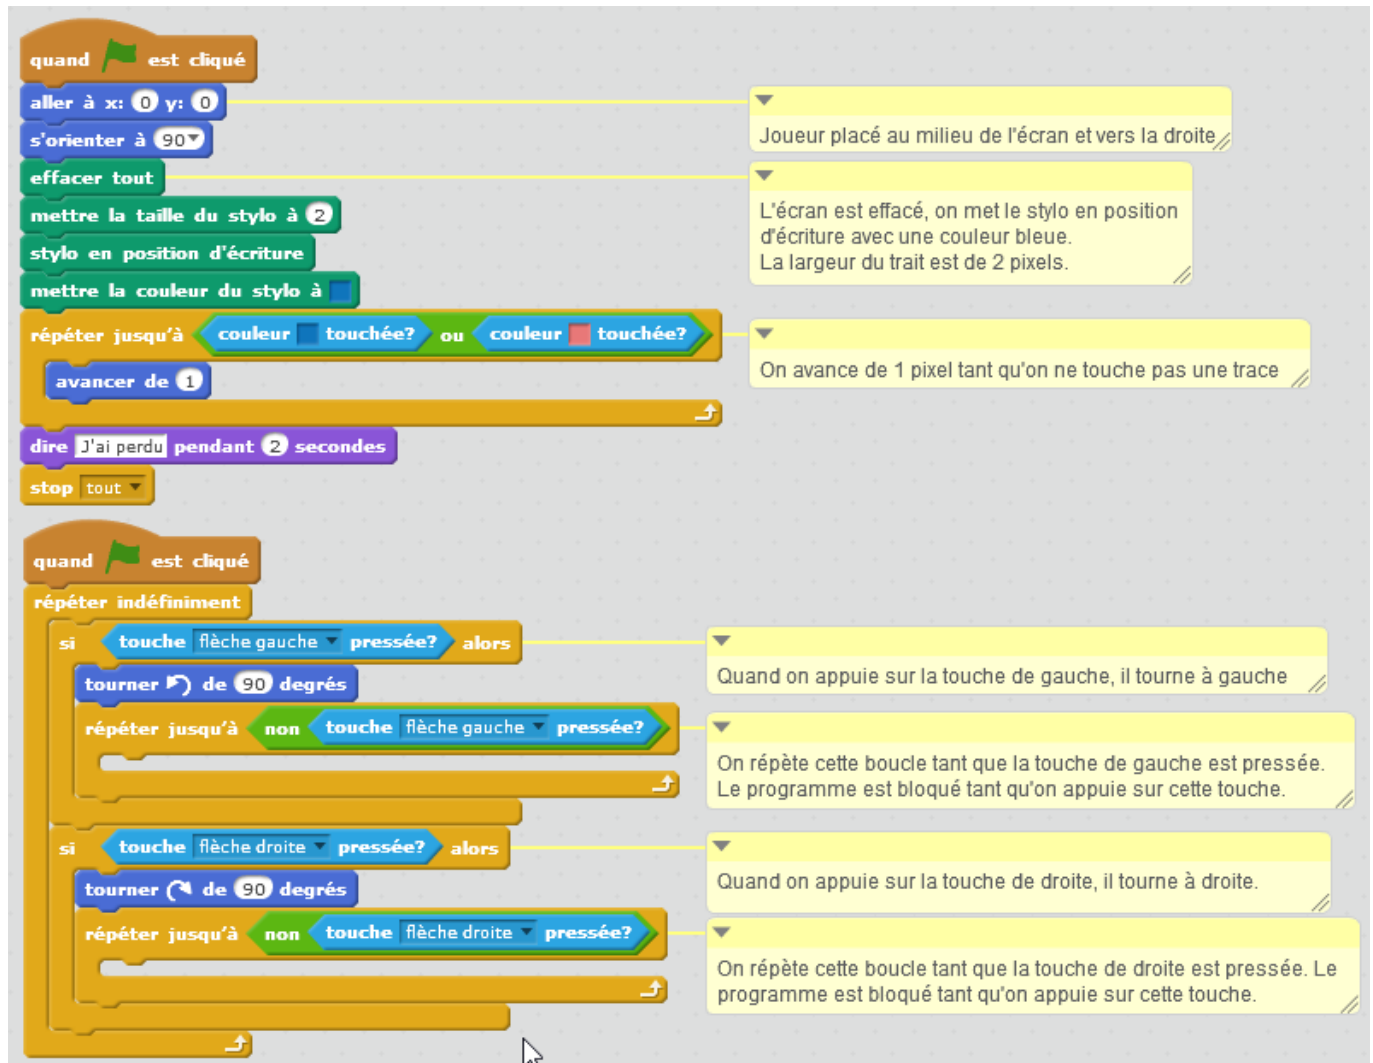 quand est cliqué
aller à x: 0 y: 0
Joueur placé au milieu de l'écran et vers la droite
s'orienter à 90
effacer tout
mettre la taille du stylo à 2
stylo en position d'écriture
mettre la couleur du stylo à
L'écran est effacé, on met le stylo en position
d'écriture avec une couleur bleue.
La largeur du trait est de 2 pixels.
répéter jusqu'à couleur touchée? ou couleur touchée?
avancer de 1
On avance de 1 pixel tant qu'on ne touche pas une trace
dire J'ai perdu pendant 2 secondes
stop tout
quand est cliqué
répéter indéfiniment
si touche flèche gauche pressée? alors
Quand on appuie sur la touche de gauche, il tourne à gauche
tourner de 90 degrés
répéter jusqu'à non touche flèche gauche pressée?
On répète cette boucle tant que la touche de gauche est pressée.
Le programme est bloqué tant qu'on appuie sur cette touche.
si touche flèche droite pressée? alors
Quand on appuie sur la touche de droite, il tourne à droite.
tourner de 90 degrés
répéter jusqu'à non touche flèche droite pressée?
On répète cette boucle tant que la touche de droite est pressée. Le
programme est bloqué tant qu'on appuie sur cette touche.